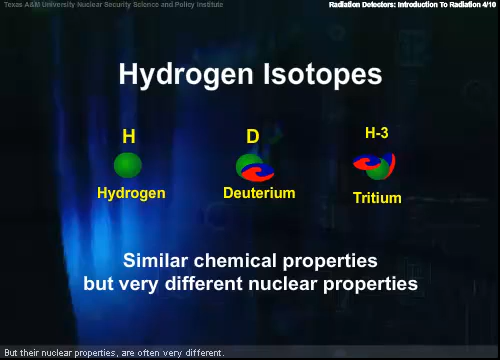 Texas A&M University Nuclear Security Science and Policy Institute
Radiation Detectors: Introduction To Radiation 4/10
Hydrogen Isotopes
H
D
H-3
Hydrogen
Deuterium
Tritium
Similar chemical properties
but very different nuclear properties
But their nuclear properties, are often very different.